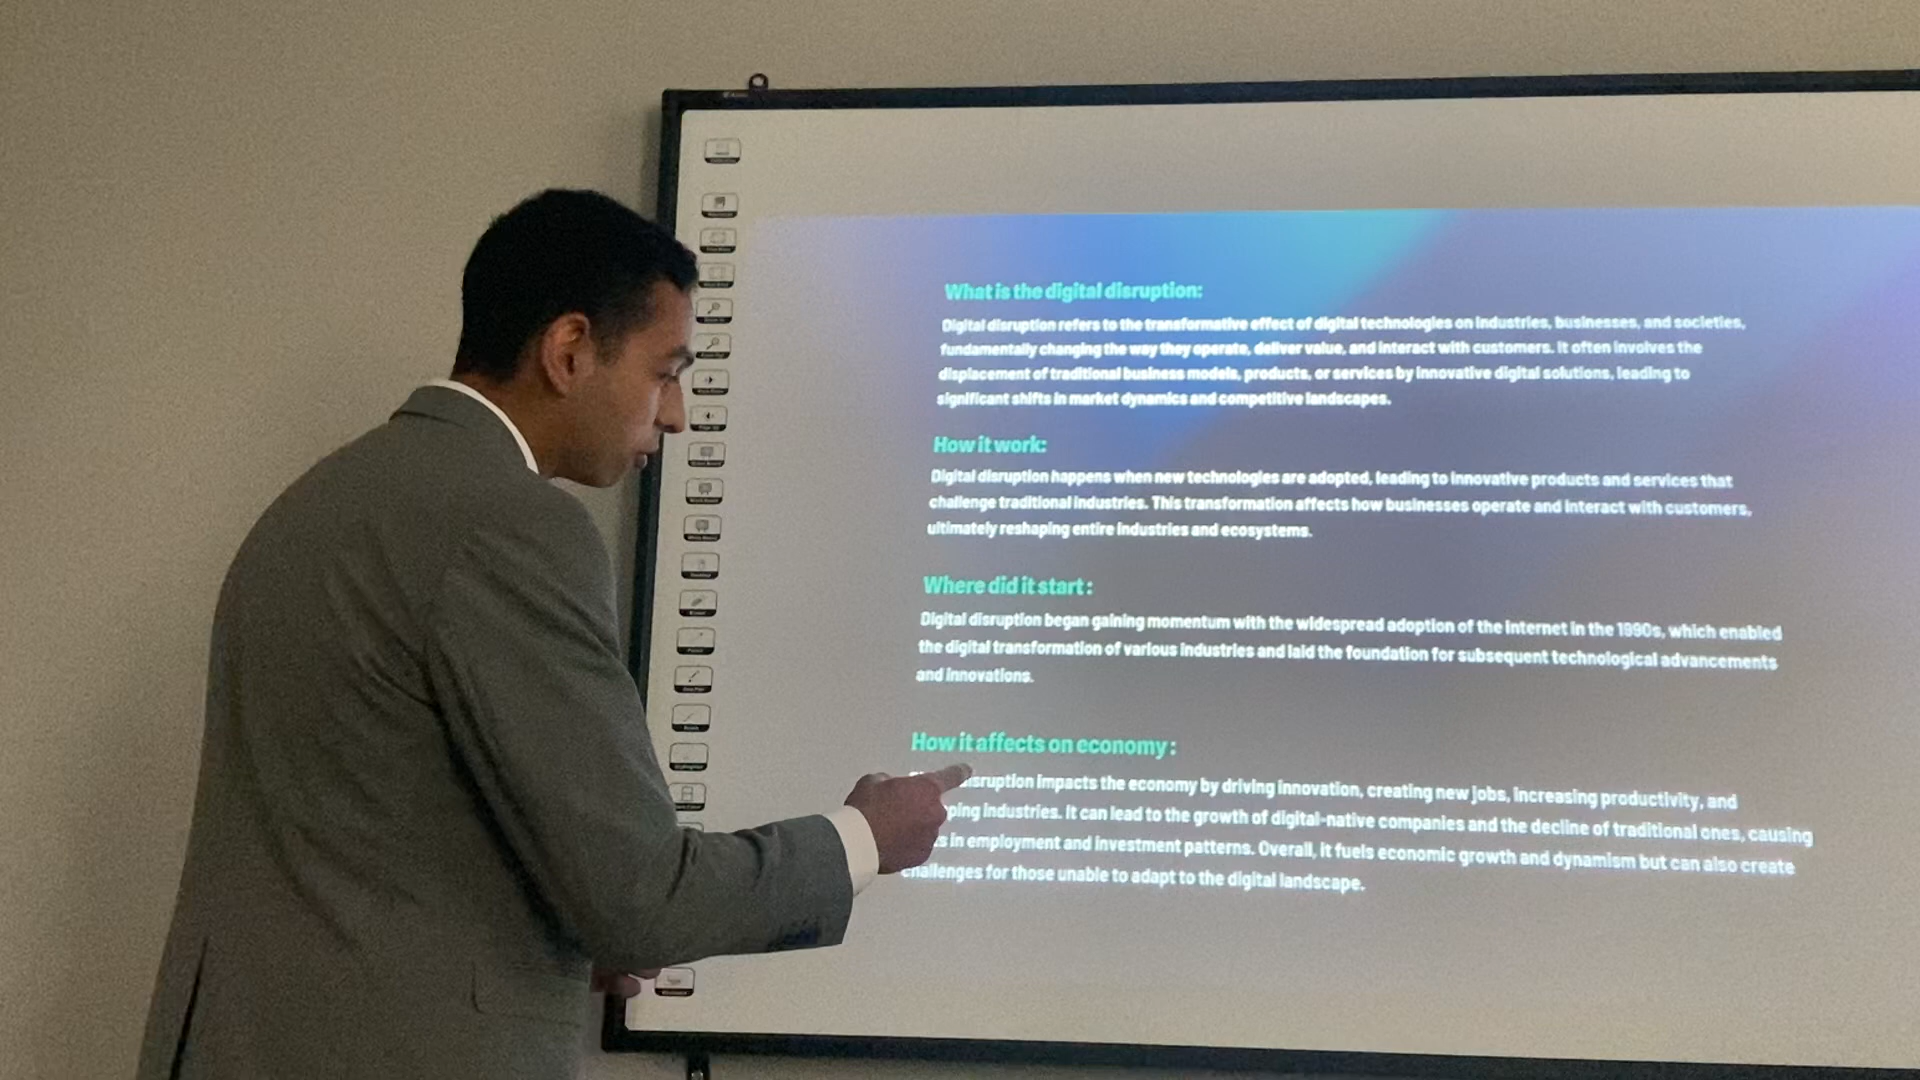 What is the digital disruption:
Digital disruption refers to the transformative effect of digital technologies on industries, businesses, and societies,
fundamentally changing the way they operate, deliver value, and interact with customers. It often involves the
displacement of traditional business models, products, or services by innovative digital solutions, leading to
significant shifts in market dynamics and competitive landscapes.
How it work:
Digital disruption happens when new technologies are adopted, leading to innovative products and services that
challenge traditional industries. This transformation affects how businesses operate and interact with customers,
ultimately reshaping entire industries and ecosystems.
Where did it start :
Digital disruption began gaining momentum with the widespread adoption of the internet in the 1990s, which enabled
the digital transformation of various industries and laid the foundation for subsequent technological advancements
and innovations.
How it affects on economy :
impacts the economy by driving innovation, creating new jobs, increasing productivity, and
industries. It can lead to the growth of digital-native companies and the decline of traditional ones, causing
in employment and investment patterns. Overall, it fuels economic growth and dynamism but can also create
challenges for those unable to adapt to the digital landscape.